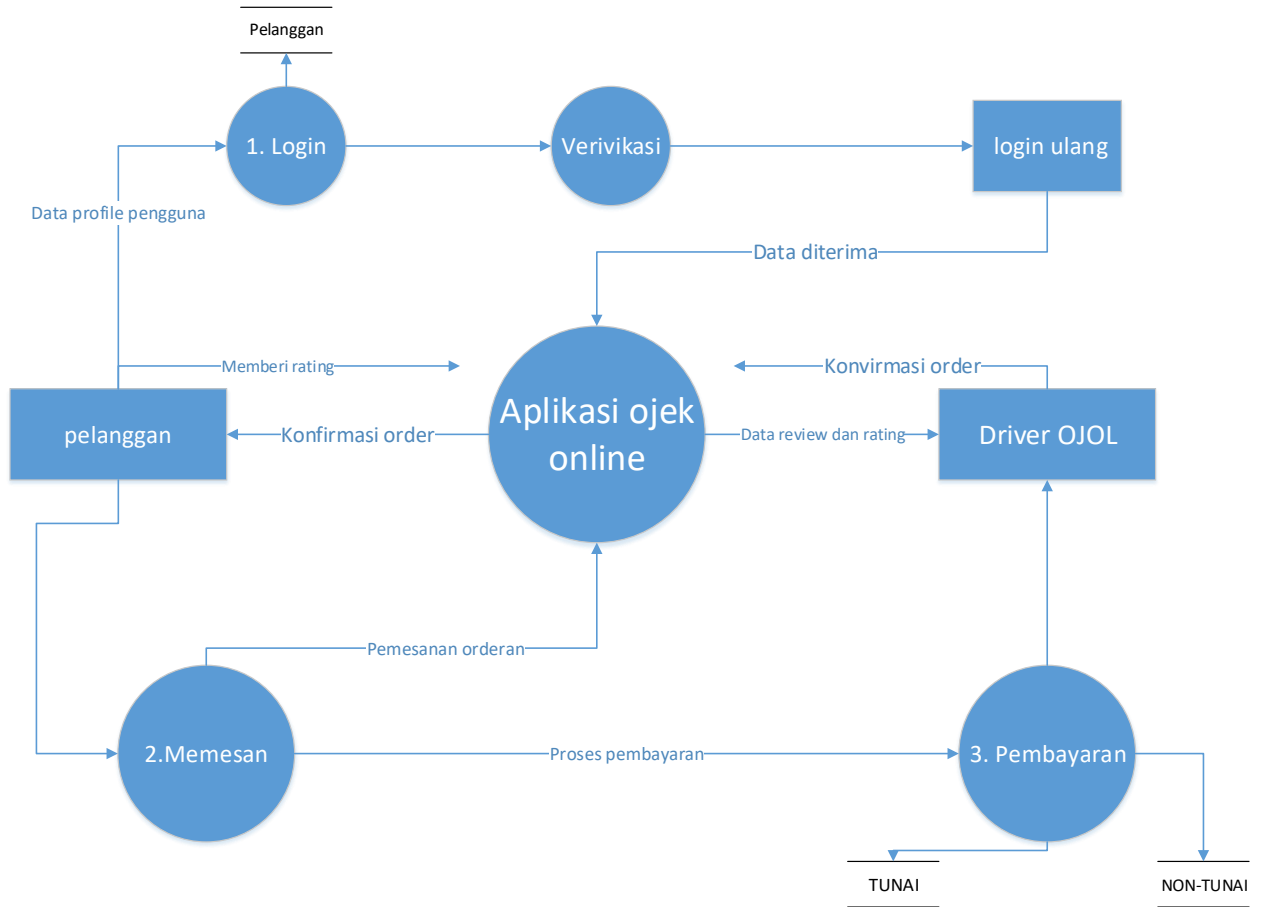 Pelanggan
1. Login
Verivikasi
login ulang
Data profile pengguna
Data diterima
Memberi rating
Konvirmasi order
pelanggan
Konfirmasi order
Aplikasi ojek
online
Data review dan rating
Driver OJOL
Pemesanan orderan
2.Memesan
Proses pembayaran
3. Pembayaran
TUNAI
NON-TUNAI